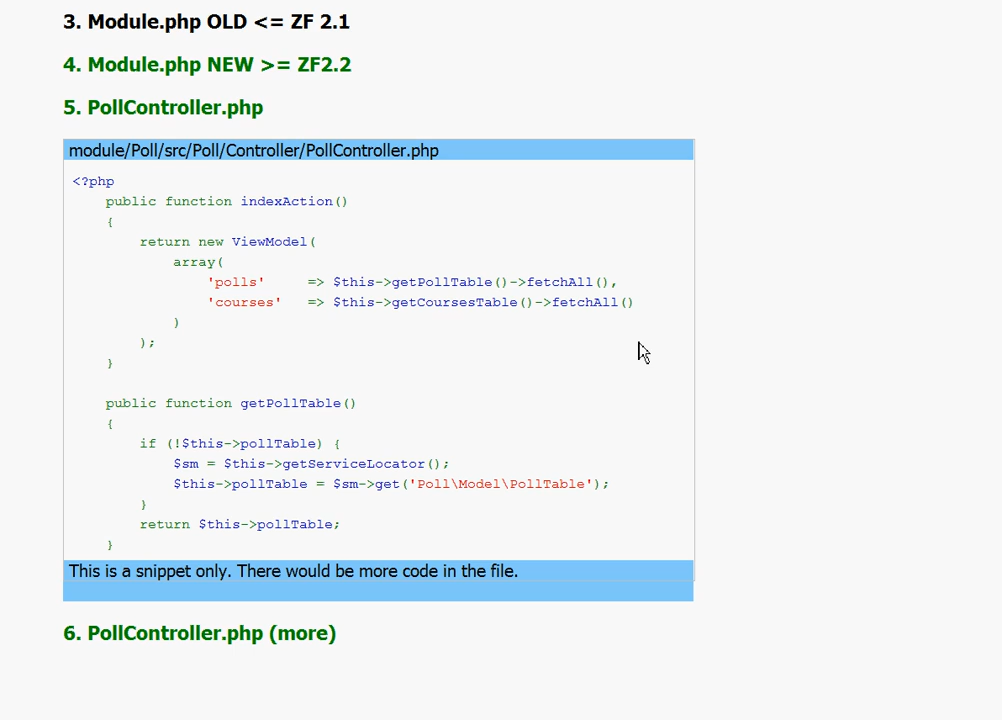 3. Module.php OLD <= ZF 2.1
4. Module.php NEW >= ZF2.2
5. PollController.php
module/Poll/src/Poll/Controller/PollController.php
<?php
    public function indexAction()
    {
        return new ViewModel(
            array(
                'polls'     => $this->getPollTable()->fetchAll(),
                'courses'   => $this->getCoursesTable()->fetchAll()
            )
        );
    }

    public function getPollTable()
    {
        if (!$this->pollTable) {
            $sm = $this->getServiceLocator();
            $this->pollTable = $sm->get('Poll\Model\PollTable');
        }
        return $this->pollTable;
    }
This is a snippet only. There would be more code in the file.
6. PollController.php (more)